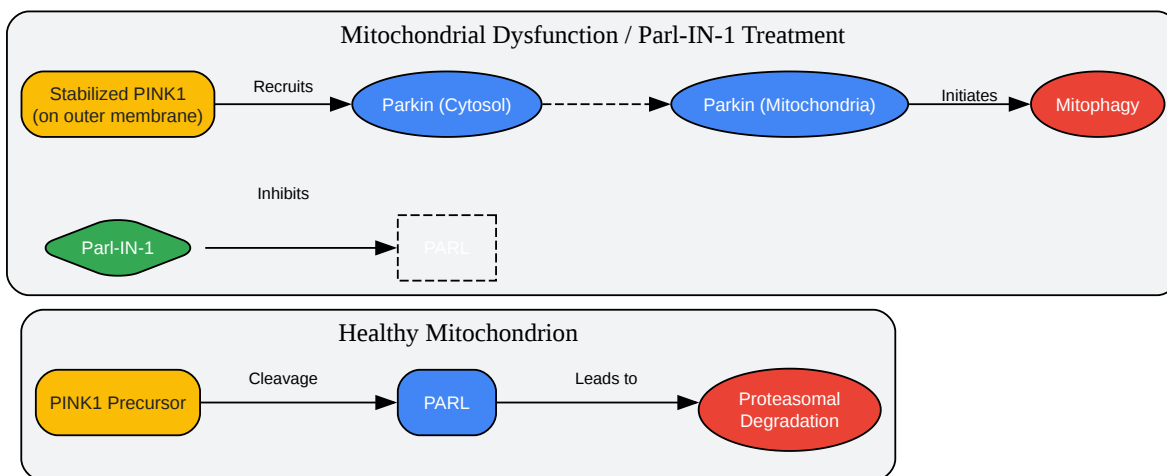 Mitochondrial Dysfunction / Parl-IN-1 Treatment
Stabilized PINK1
(on outer membrane)
Recruits
Parkin (Cytosol)
Parkin (Mitochondria)
Initiates
Mitophagy
Inhibits
Parl-IN-1
PARL
Healthy Mitochondrion
PINK1 Precursor
Cleavage
PARL
Leads to
Proteasomal
Degradation